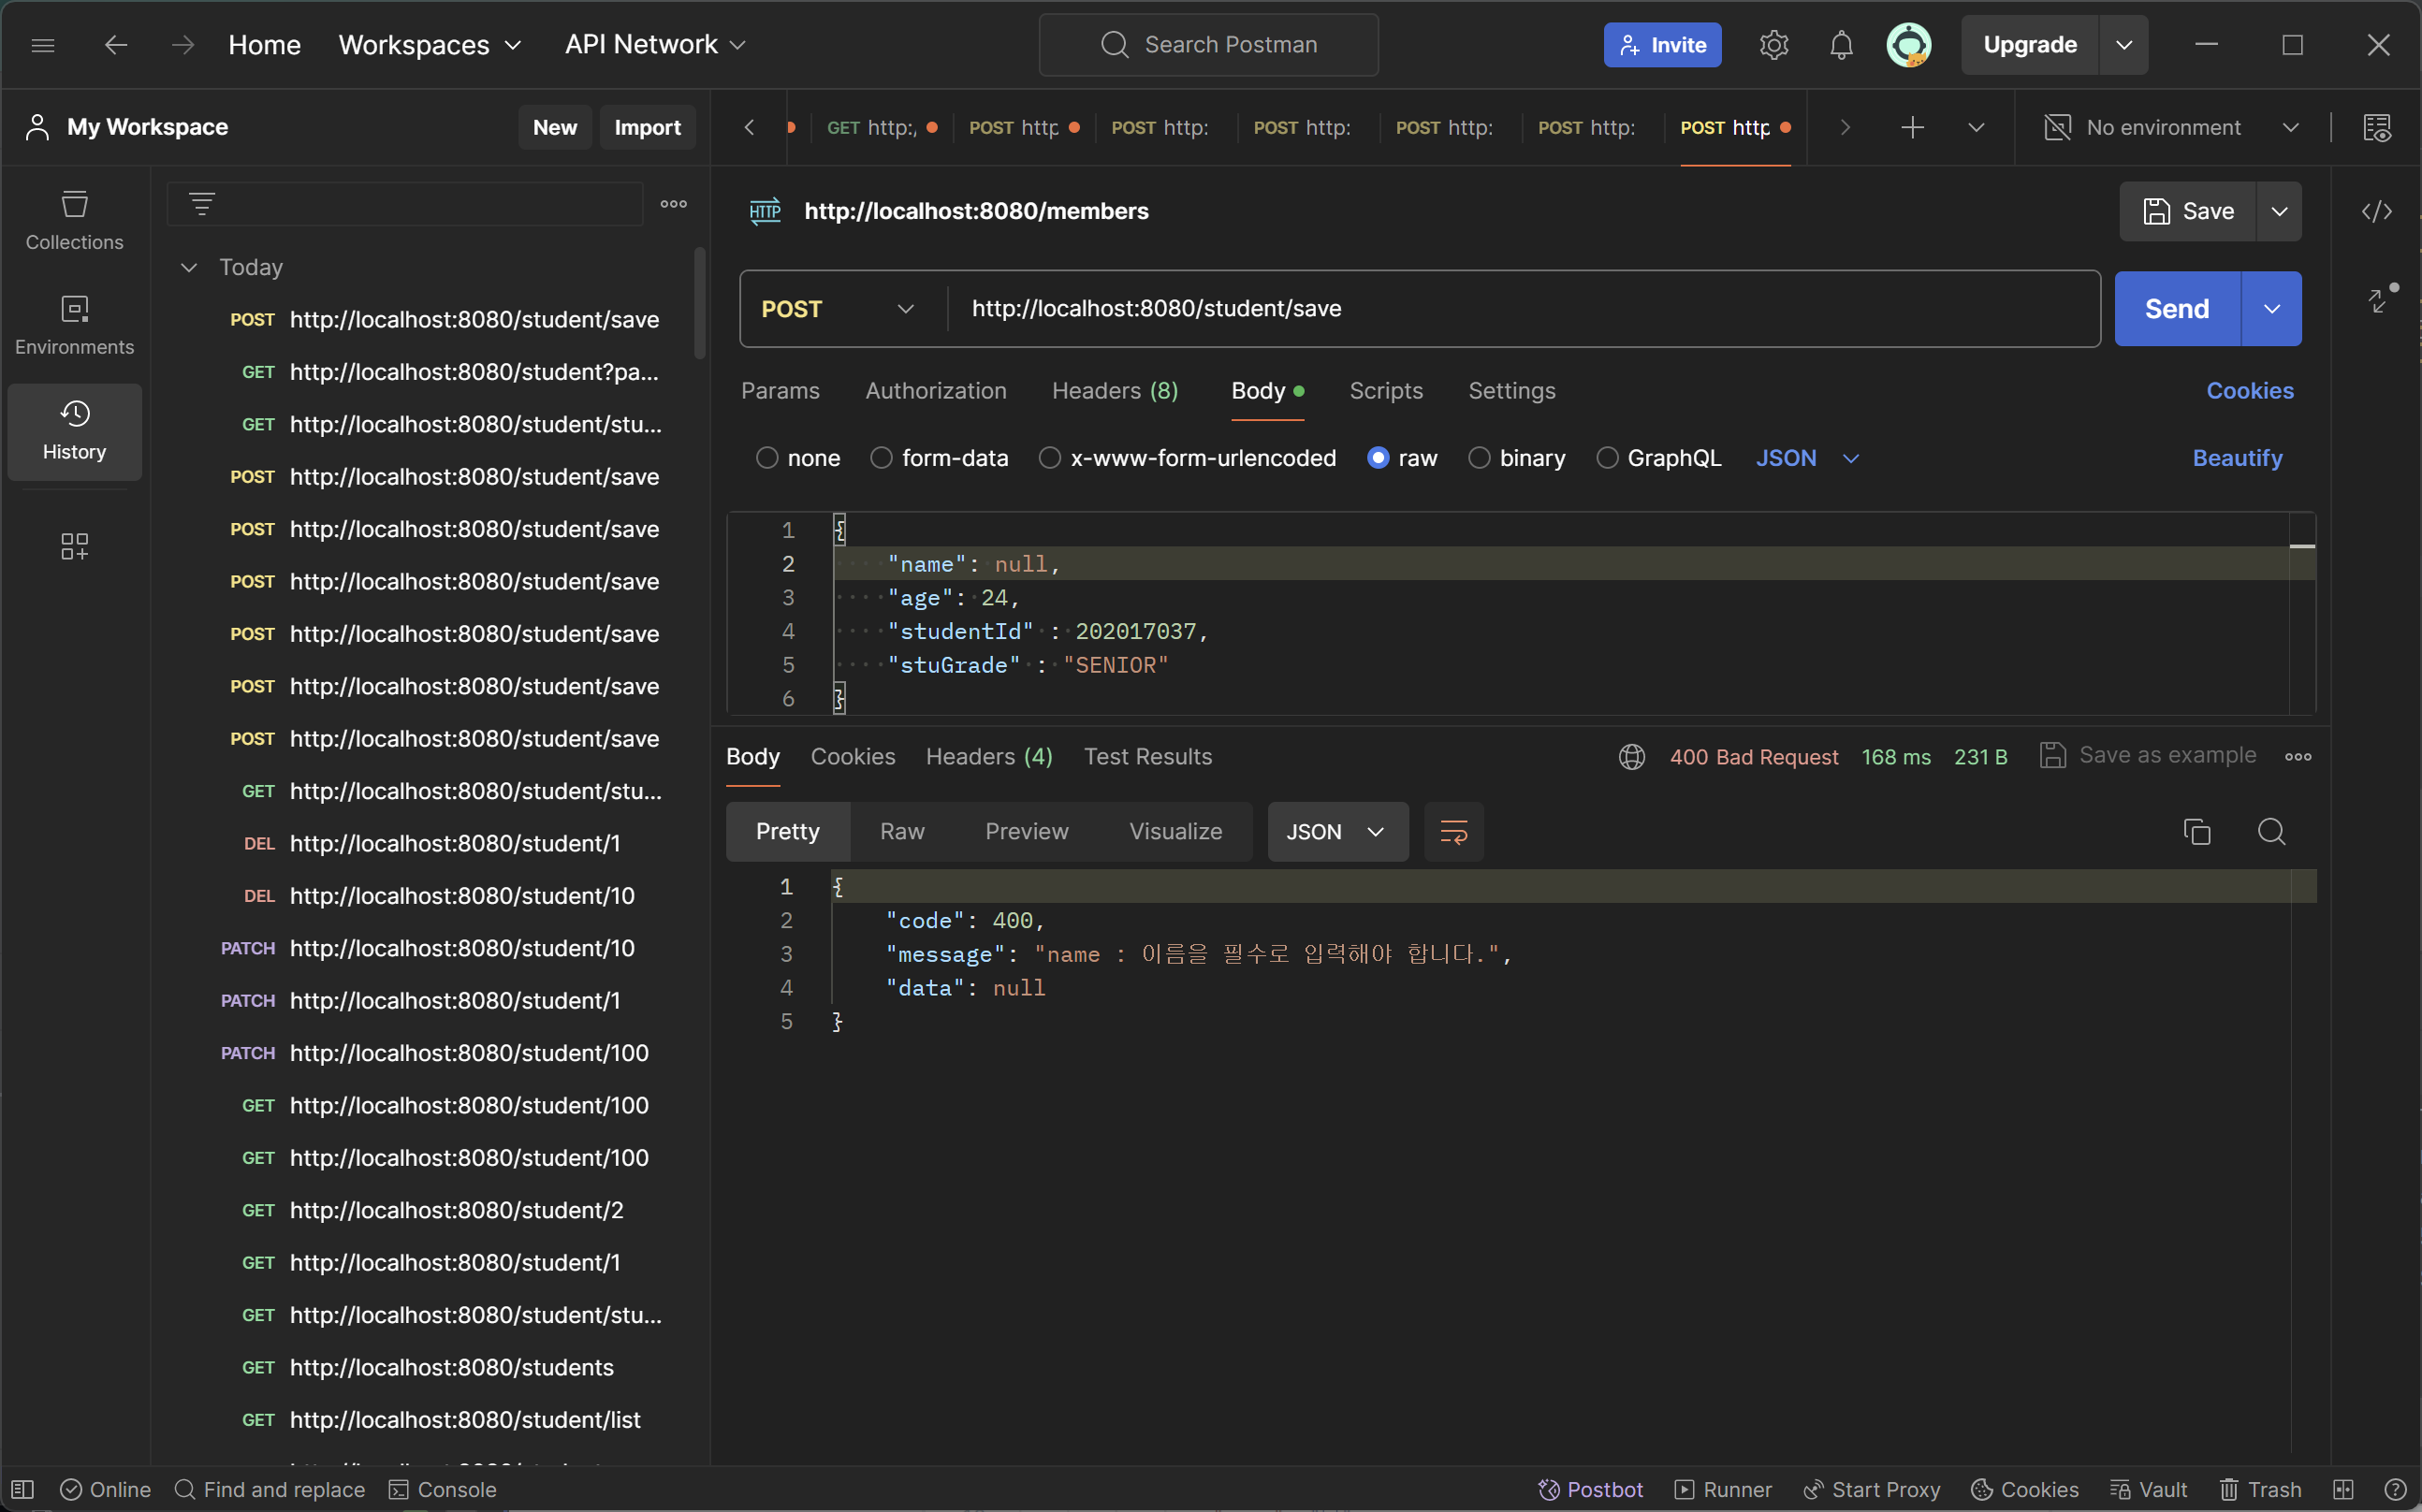 Home Workspaces API Network Search Postman Invite Upgrade
My Workspace New Import GET http:, POST http POST http: POST http: POST http: POST http: POST http No environment
http://localhost:8080/members Save
Collections
Today
POST http://localhost:8080/student/save Send
Environments
POST http://localhost:8080/student/save
GET http://localhost:8080/student?pa...
Params Authorization Headers (8) Body Scripts Settings Cookies
GET http://localhost:8080/student/stu...
History
none form-data x-www-form-urlencoded raw binary GraphQL JSON Beautify
POST http://localhost:8080/student/save
POST http://localhost:8080/student/save
POST http://localhost:8080/student/save
POST http://localhost:8080/student/save
POST http://localhost:8080/student/save
POST http://localhost:8080/student/save
GET http://localhost:8080/student/stu...
DEL http://localhost:8080/student/1
DEL http://localhost:8080/student/10
PATCH http://localhost:8080/student/10
PATCH http://localhost:8080/student/1
PATCH http://localhost:8080/student/100
GET http://localhost:8080/student/100
GET http://localhost:8080/student/100
GET http://localhost:8080/student/2
GET http://localhost:8080/student/1
GET http://localhost:8080/student/stu...
GET http://localhost:8080/students
GET http://localhost:8080/student/list
1 {
2 "name": null,
3 "age": 24,
4 "studentId" : 202017037,
5 "stuGrade" : "SENIOR"
6 }
Body Cookies Headers (4) Test Results 400 Bad Request 168 ms 231 B Save as example
Pretty Raw Preview Visualize JSON
1 {
2 "code": 400,
3 "message": "name : 이름을 필수로 입력해야 합니다.",
4 "data": null
5 }
Online Find and replace Console Postbot Runner Start Proxy Cookies Vault Trash